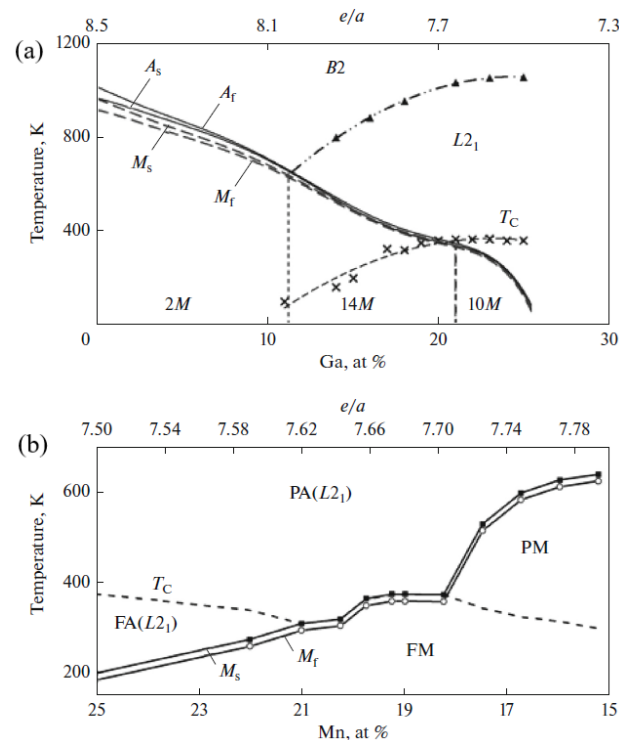 (a)
e/a
8.5 8.1 7.7 7.3
1200
800
400
0
Temperature, K
B2
A_s
A_f
L2_1
M_s
M_f
T_C
2M 14M 10M
0 10 20 30
Ga, at %
(b)
e/a
7.50 7.54 7.58 7.62 7.66 7.70 7.74 7.78
600
400
200
Temperature, K
PA(L2_1)
PM
T_C
FA(L2_1)
M_s
M_f
FM
25 23 21 19 17 15
Mn, at %